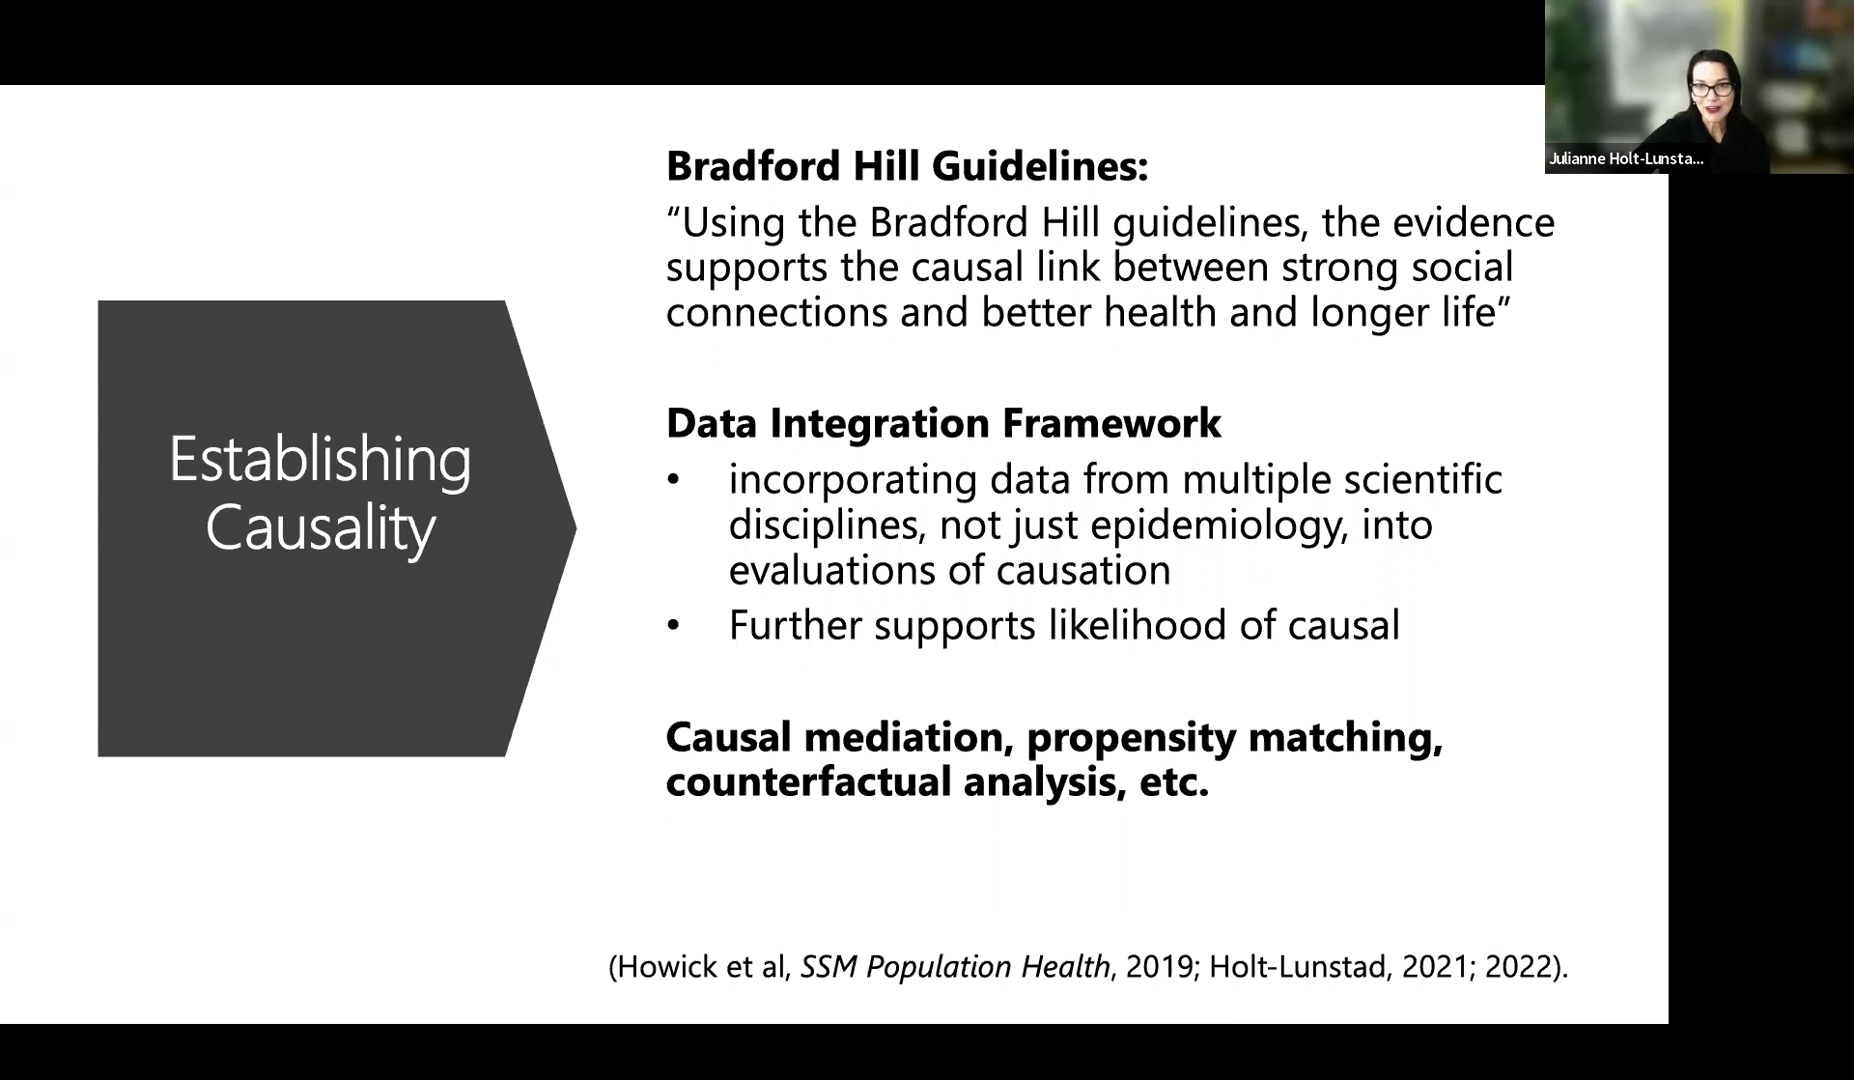 Julianne Holt-Lunsta...
Establishing
Causality
Bradford Hill Guidelines:
“Using the Bradford Hill guidelines, the evidence
supports the causal link between strong social
connections and better health and longer life”
Data Integration Framework
• incorporating data from multiple scientific
disciplines, not just epidemiology, into
evaluations of causation
• Further supports likelihood of causal
Causal mediation, propensity matching,
counterfactual analysis, etc.
(Howick et al, SSM Population Health, 2019; Holt-Lunstad, 2021; 2022).